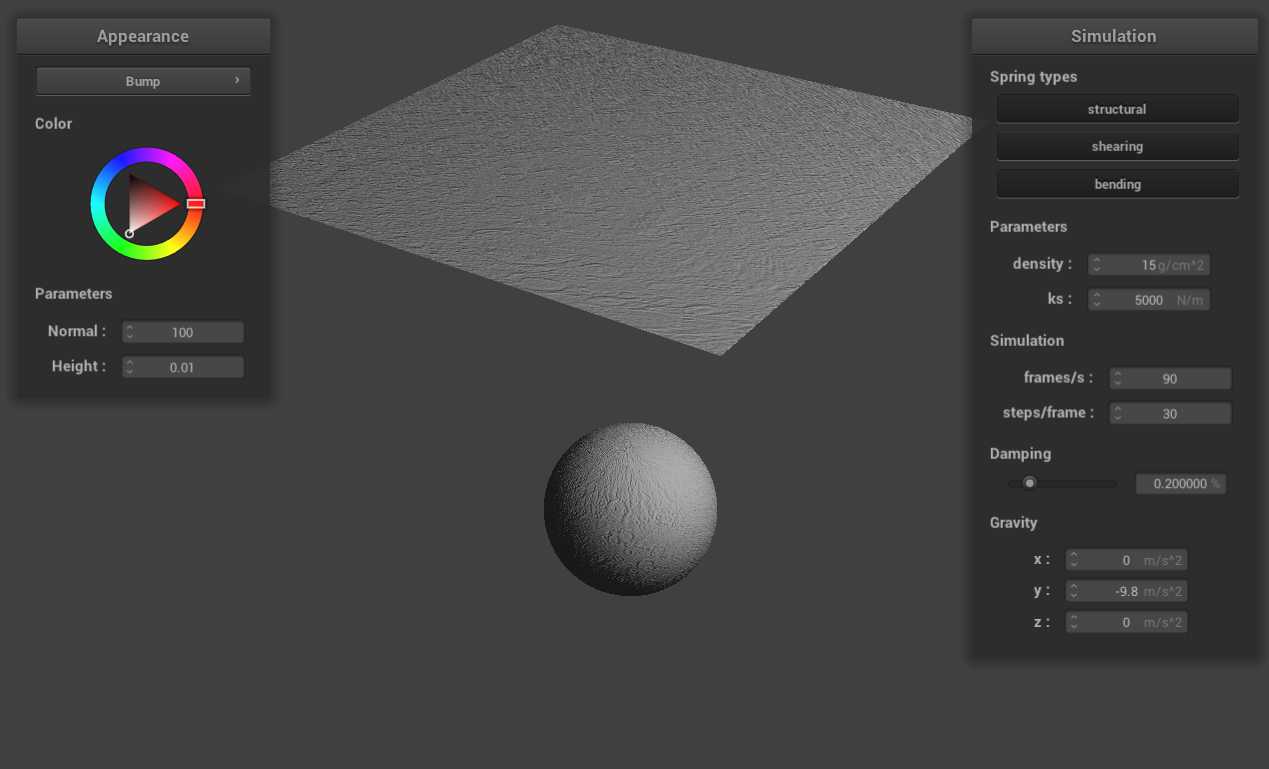 Appearance
Bump
Color
Parameters
Normal : 100
Height : 0.01
Simulation
Spring types
structural
shearing
bending
Parameters
density : 15 g/cm^2
ks : 5000 N/m
Simulation
frames/s : 90
steps/frame : 30
Damping
0.200000 %
Gravity
x : 0 m/s^2
y : -9.8 m/s^2
z : 0 m/s^2